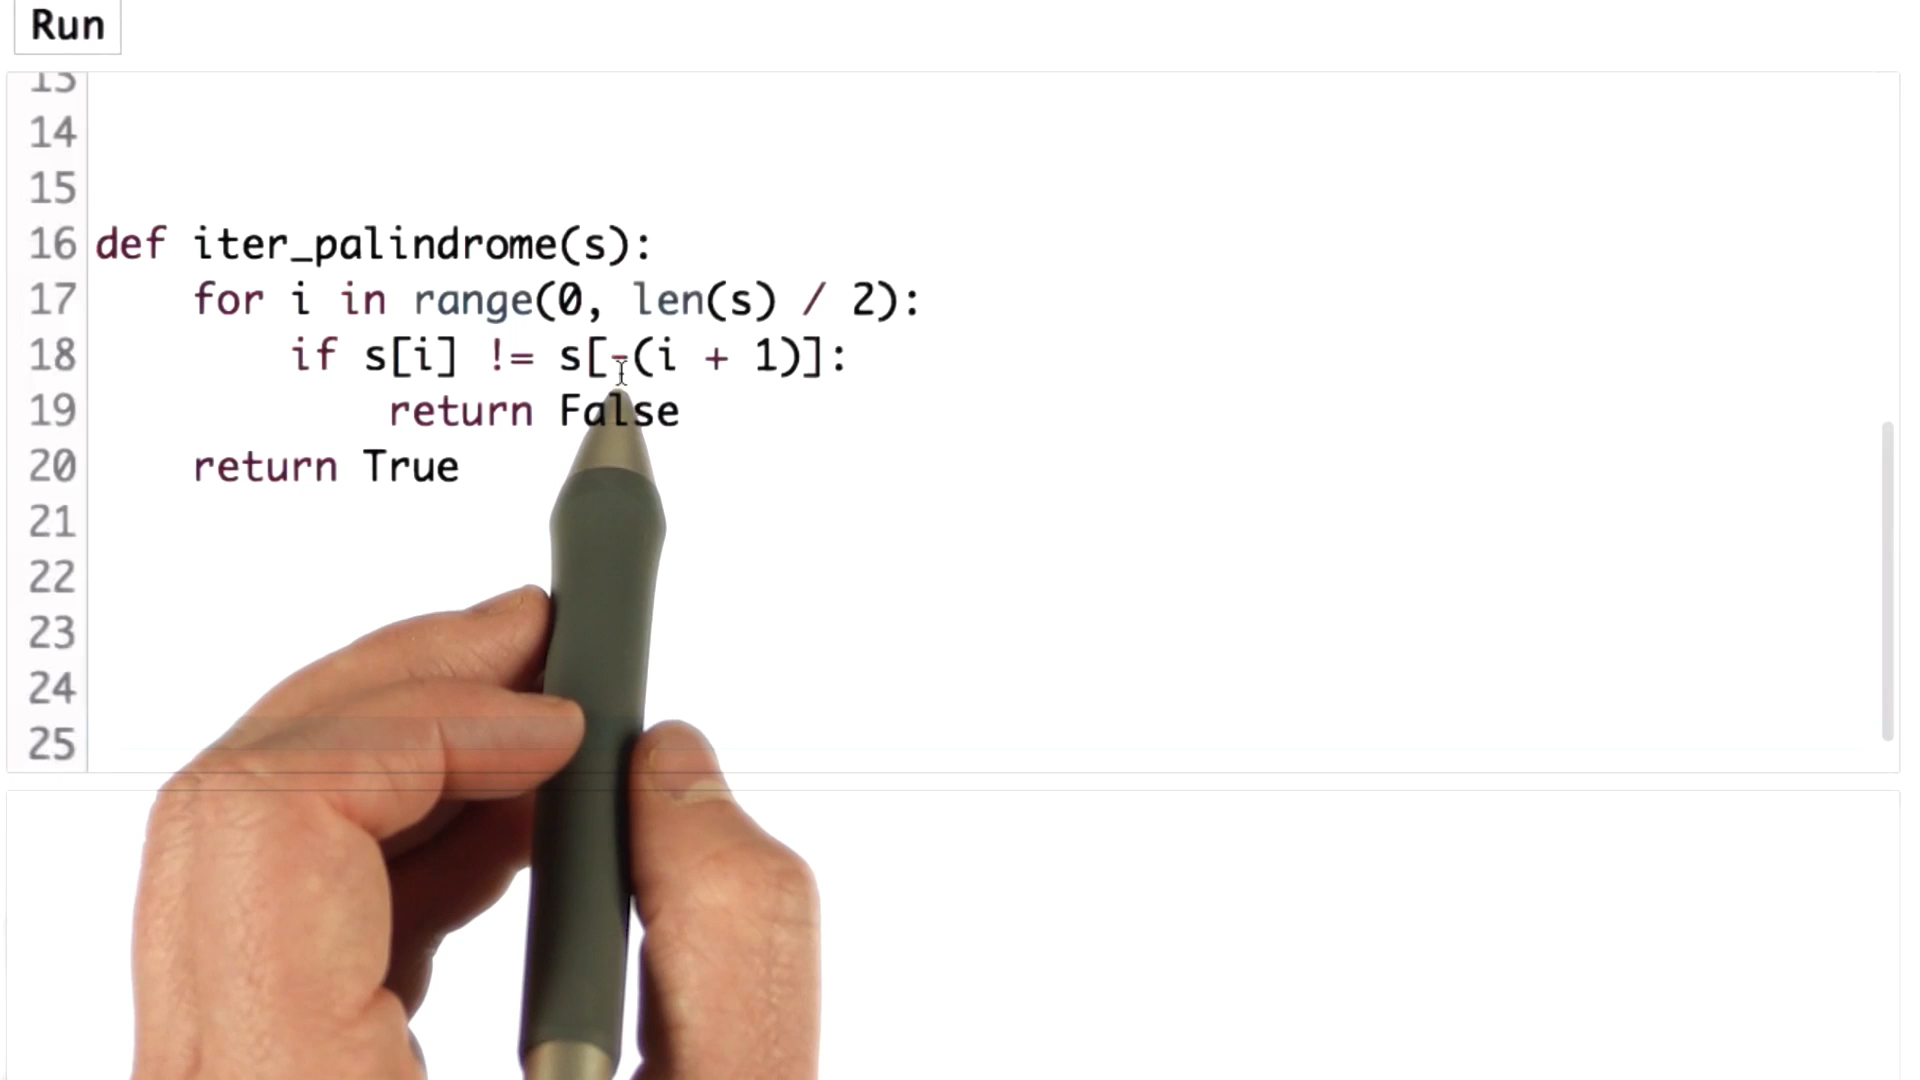 Run
13
14
15
16 def iter_palindrome(s):
17 for i in range(0, len(s) / 2):
18 if s[i] != s[-(i + 1)]:
19 return False
20 return True
21
22
23
24
25